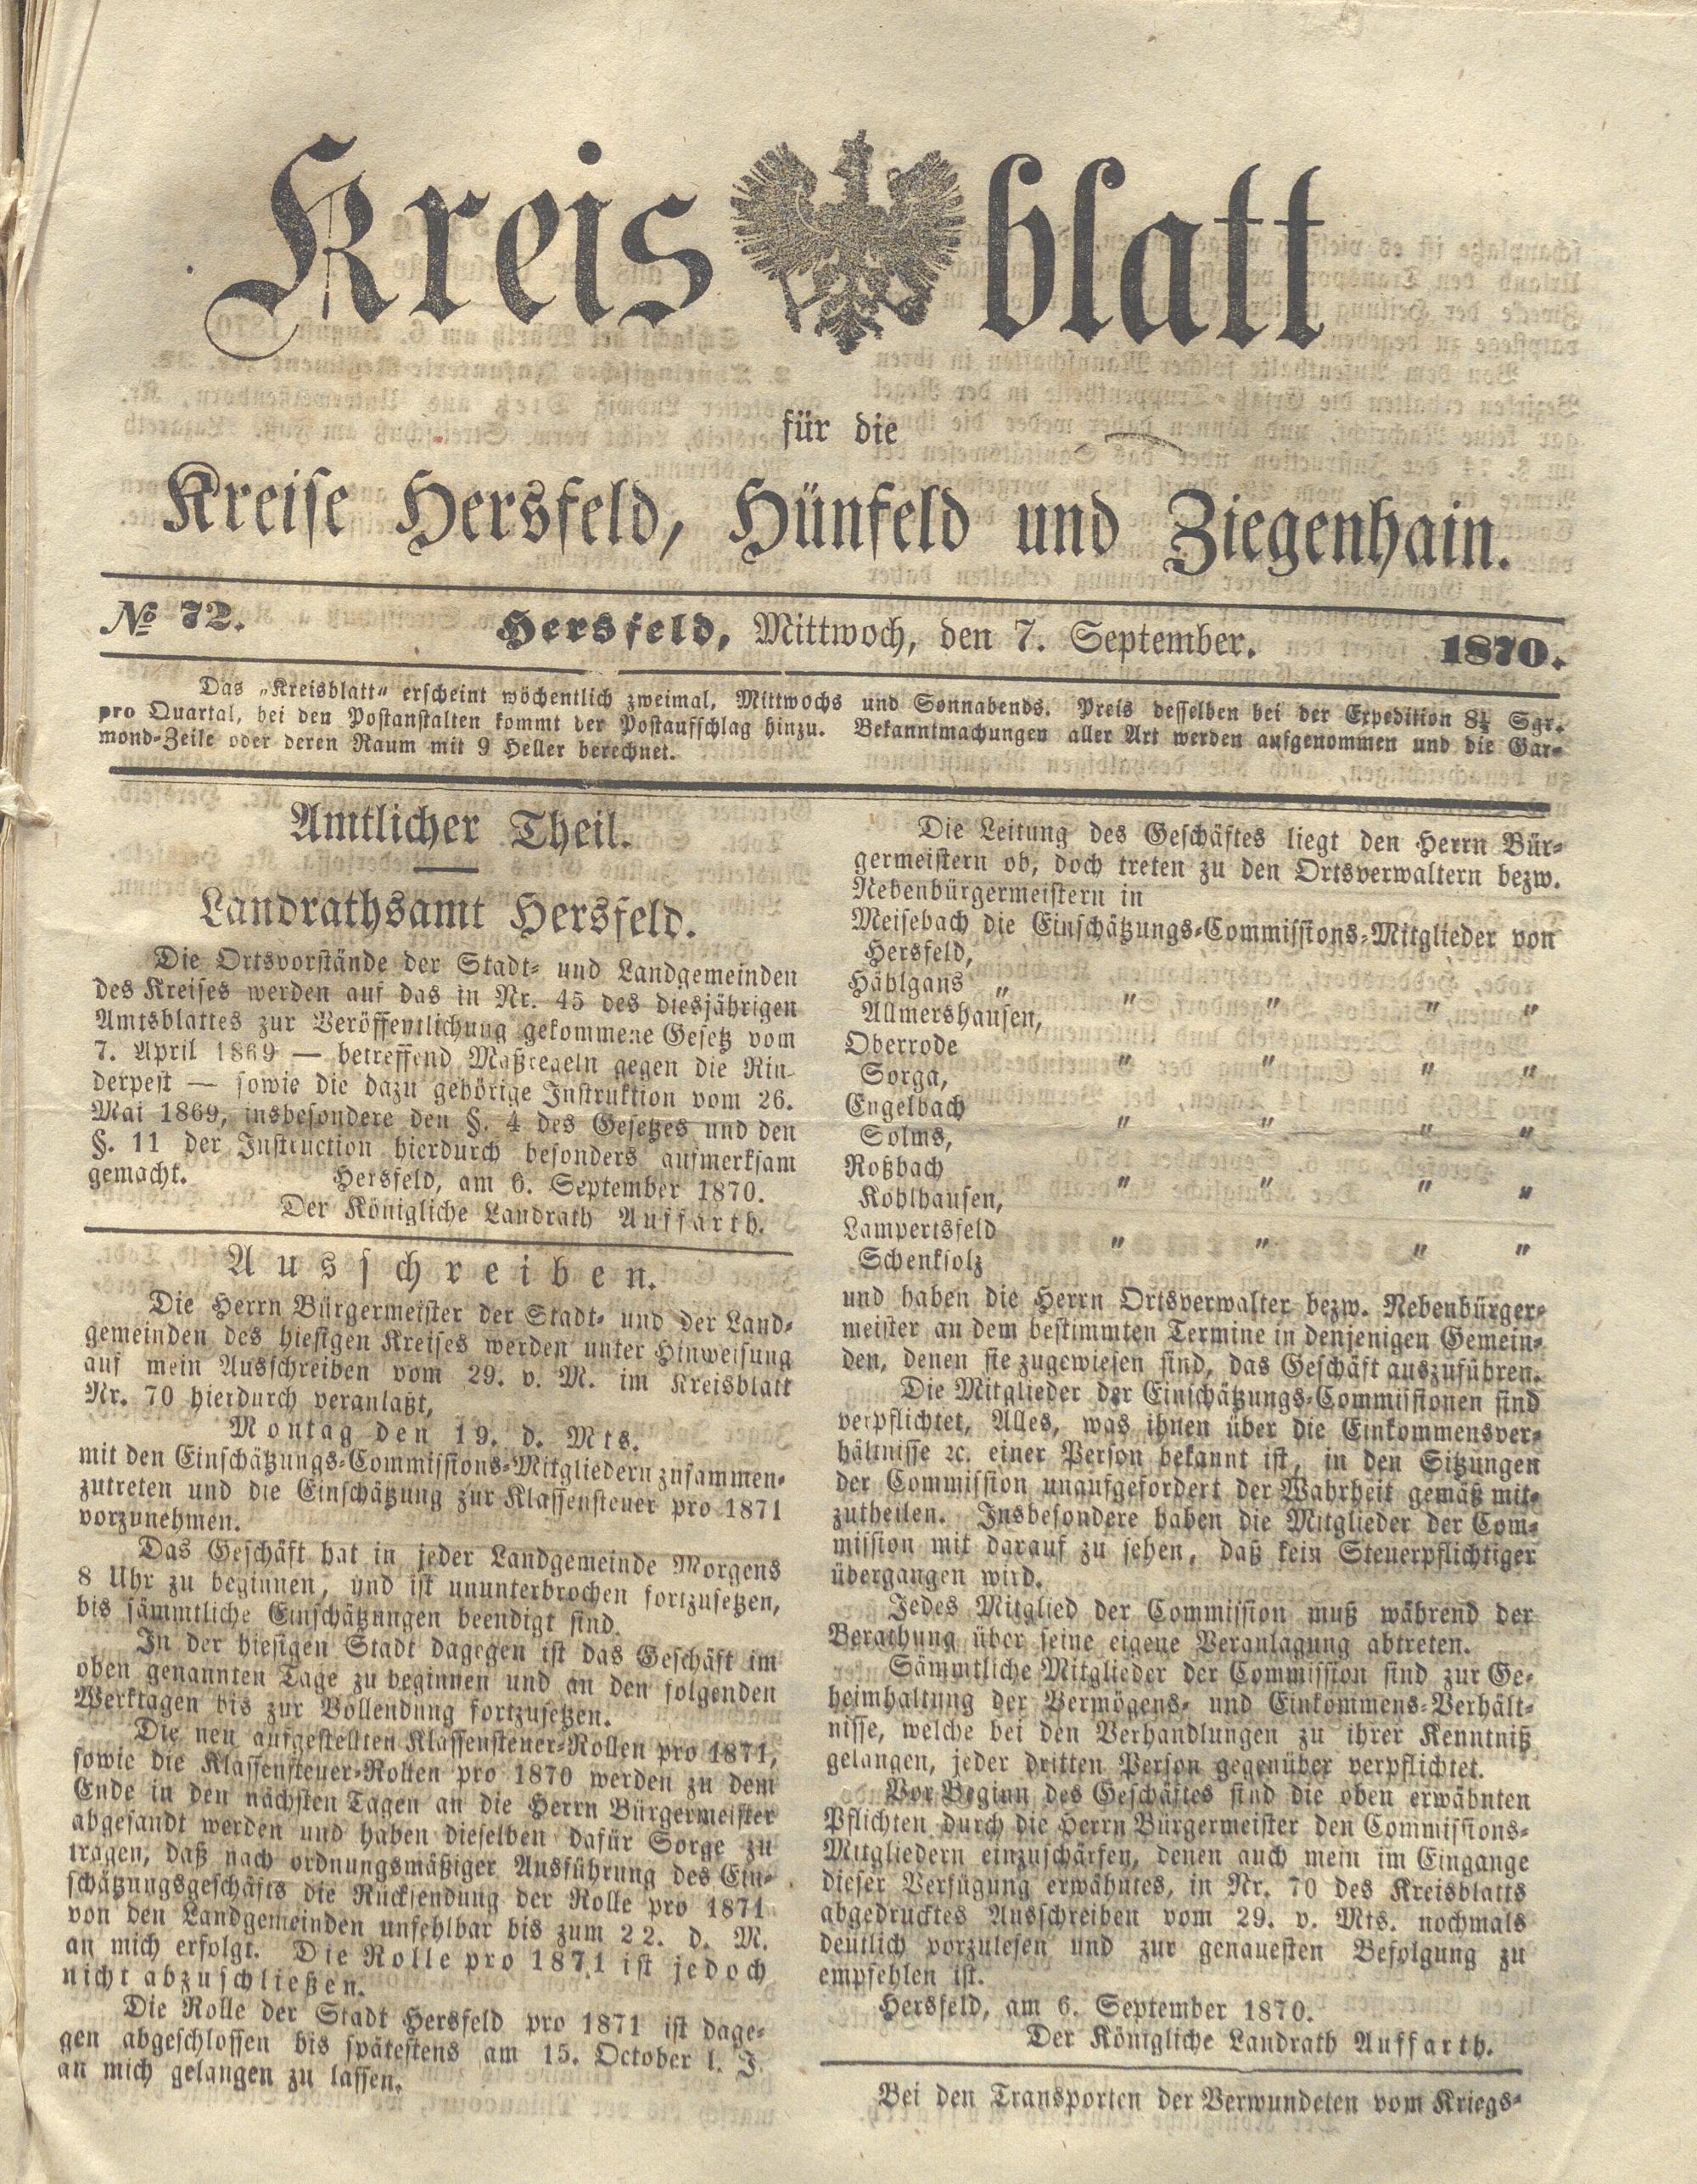 Kreisblatt
für die
Kreise Hersfeld, Hünfeld und Ziegenhain.
№ 72. Hersfeld, Mittwoch, den 7. September. 1870.
Das „Kreisblatt" erscheint wöchentlich zweimal, Mittwochs und Sonnabends. Preis desselben bei der Expedition 8½ Sgr.
pro Quartal, bei den Postanstalten kommt der Postaufschlag hinzu. Bekanntmachungen aller Art werden aufgenommen und die Gar-
mond-Zeile oder deren Raum mit 9 Heller berechnet.
Amtlicher Theil.
Landrathsamt Hersfeld.
Die Ortsvorstände der Stadt- und Landgemeinden
des Kreises werden auf das in Nr. 45 des diesjährigen
Amtsblattes zur Veröffentlichung gekommene Gesetz vom
7. April 1869 — betreffend Maßregeln gegen die Rin-
derpest — sowie die dazu gehörige Instruktion vom 26.
Mai 1869, insbesondere den §. 4 des Gesetzes und den
§. 11 der Instruction hierdurch besonders aufmerksam
gemacht. Hersfeld, am 6. September 1870.
Der Königliche Landrath Auffarth.
Ausschreiben.
Die Herrn Bürgermeister der Stadt- und der Land-
gemeinden des hiesigen Kreises werden unter Hinweisung
auf mein Ausschreiben vom 29. v. M. im Kreisblatt
Nr. 70 hierdurch veranlaßt,
Montag den 19. d. Mts.
mit den Einschätzungs-Commissions-Mitgliedern zusammen-
zutreten und die Einschätzung zur Klassensteuer pro 1871
vorzunehmen.
Das Geschäft hat in jeder Landgemeinde Morgens
8 Uhr zu beginnen, und ist ununterbrochen fortzusetzen,
bis sämmtliche Einschätzungen beendigt sind.
In der hiesigen Stadt dagegen ist das Geschäft im
oben genannten Tage zu beginnen und an den folgenden
Werktagen bis zur Vollendung fortzusetzen.
Die neu aufgestellten Klassensteuer-Rollen pro 1871,
sowie die Klassensteuer-Rollen pro 1870 werden zu dem
Ende in den nächsten Tagen an die Herrn Bürgermeister
abgesandt werden und haben dieselben dafür Sorge zu
tragen, daß nach ordnungsmäßiger Ausführung des Ein-
schätzungsgeschäfts die Rücksendung der Rolle pro 1871
von den Landgemeinden unfehlbar bis zum 22. d. M.
an mich erfolgt. Die Rolle pro 1871 ist jedoch
nicht abzuschließen.
Die Rolle der Stadt Hersfeld pro 1871 ist dage-
gen abgeschlossen bis spätestens am 15. October l. J.
an mich gelangen zu lassen.
Die Leitung des Geschäftes liegt den Herrn Bür-
germeistern ob, doch treten zu den Ortsverwaltern bezw.
Nebenbürgermeistern in
Meisebach die Einschätzungs-Commissions-Mitglieder von
Hersfeld,
Hählgans " " " " "
Allmershausen,
Oberrode " " " "
Sorga,
Engelbach " " " "
Solms,
Roßbach " " " "
Kohlhausen,
Lampertsfeld " " " "
Schenksolz
und haben die Herrn Ortsverwalter bezw. Nebenbürger-
meister an dem bestimmten Termine in denjenigen Gemein-
den, denen sie zugewiesen sind, das Geschäft auszuführen.
Die Mitglieder der Einschätzungs-Commissionen sind
verpflichtet, Alles, was ihnen über die Einkommensver-
hältnisse ꝛc. einer Person bekannt ist, in den Sitzungen
der Commission unaufgefordert der Wahrheit gemäß mit-
zutheilen. Insbesondere haben die Mitglieder der Com-
mission mit darauf zu sehen, daß kein Steuerpflichtiger
übergangen wird.
Jedes Mitglied der Commission muß während der
Berathung über seine eigene Veranlagung abtreten.
Sämmtliche Mitglieder der Commission sind zur Ge-
heimhaltung der Vermögens- und Einkommens-Verhält-
nisse, welche bei den Verhandlungen zu ihrer Kenntniß
gelangen, jeder dritten Person gegenüber verpflichtet.
Vor Beginn des Geschäftes sind die oben erwähnten
Pflichten durch die Herrn Bürgermeister den Commissions-
Mitgliedern einzuschärfen, denen auch mein im Eingange
dieser Verfügung erwähntes, in Nr. 70 des Kreisblatts
abgedrucktes Ausschreiben vom 29. v. Mts. nochmals
deutlich vorzulesen und zur genauesten Befolgung zu
empfehlen ist.
Hersfeld, am 6. September 1870.
Der Königliche Landrath Auffarth.
Bei den Transporten der Verwundeten vom Kriegs-